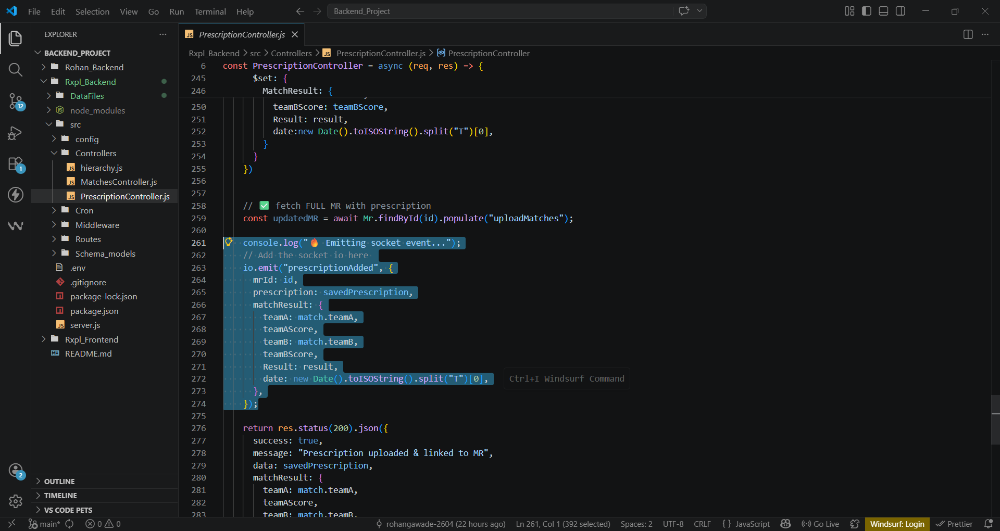 File Edit Selection View Go Run Terminal Help
Backend_Project
EXPLORER
BACKEND_PROJECT
Rohan_Backend
Rxpl_Backend
DataFiles
node_modules
src
config
Controllers
JS hierarchy.js
JS MatchesController.js
JS PrescriptionController.js
Cron
Middleware
Routes
Schema_models
.env
.gitignore
package-lock.json
package.json
JS server.js
Rxpl_Frontend
README.md
OUTLINE
TIMELINE
VS CODE PETS
12
1
2
JS PrescriptionController.js
Rxpl_Backend > src > Controllers > JS PrescriptionController.js > PrescriptionController
6 const PrescriptionController = async (req, res) => {
245 $set: {
246 MatchResult: {
250 teamBScore: teamBScore,
251 Result: result,
252 date:new Date().toISOString().split("T")[0],
253 }
254 }
255 })
256
257
258 // ✅ fetch FULL MR with prescription
259 const updatedMR = await Mr.findById(id).populate("uploadMatches");
260
261 console.log("🔥 Emitting socket event...");
262 // Add the socket io here
263 io.emit("prescriptionAdded", {
264 mrId: id,
265 prescription: savedPrescription,
266 matchResult: {
267 teamA: match.teamA,
268 teamAScore,
269 teamB: match.teamB,
270 teamBScore,
271 Result: result,
272 date: new Date().toISOString().split("T")[0],
Ctrl+I Windsurf Command
273 },
274 });
275
276 return res.status(200).json({
277 success: true,
278 message: "Prescription uploaded & linked to MR",
279 data: savedPrescription,
280 matchResult: {
281 teamA: match.teamA,
282 teamAScore,
283 teamB: match.teamB,
main* 0 0 rohangawade-2604 (22 hours ago) Ln 261, Col 1 (392 selected) Spaces: 2 UTF-8 CRLF { } JavaScript Go Live Windsurf: Login Prettier